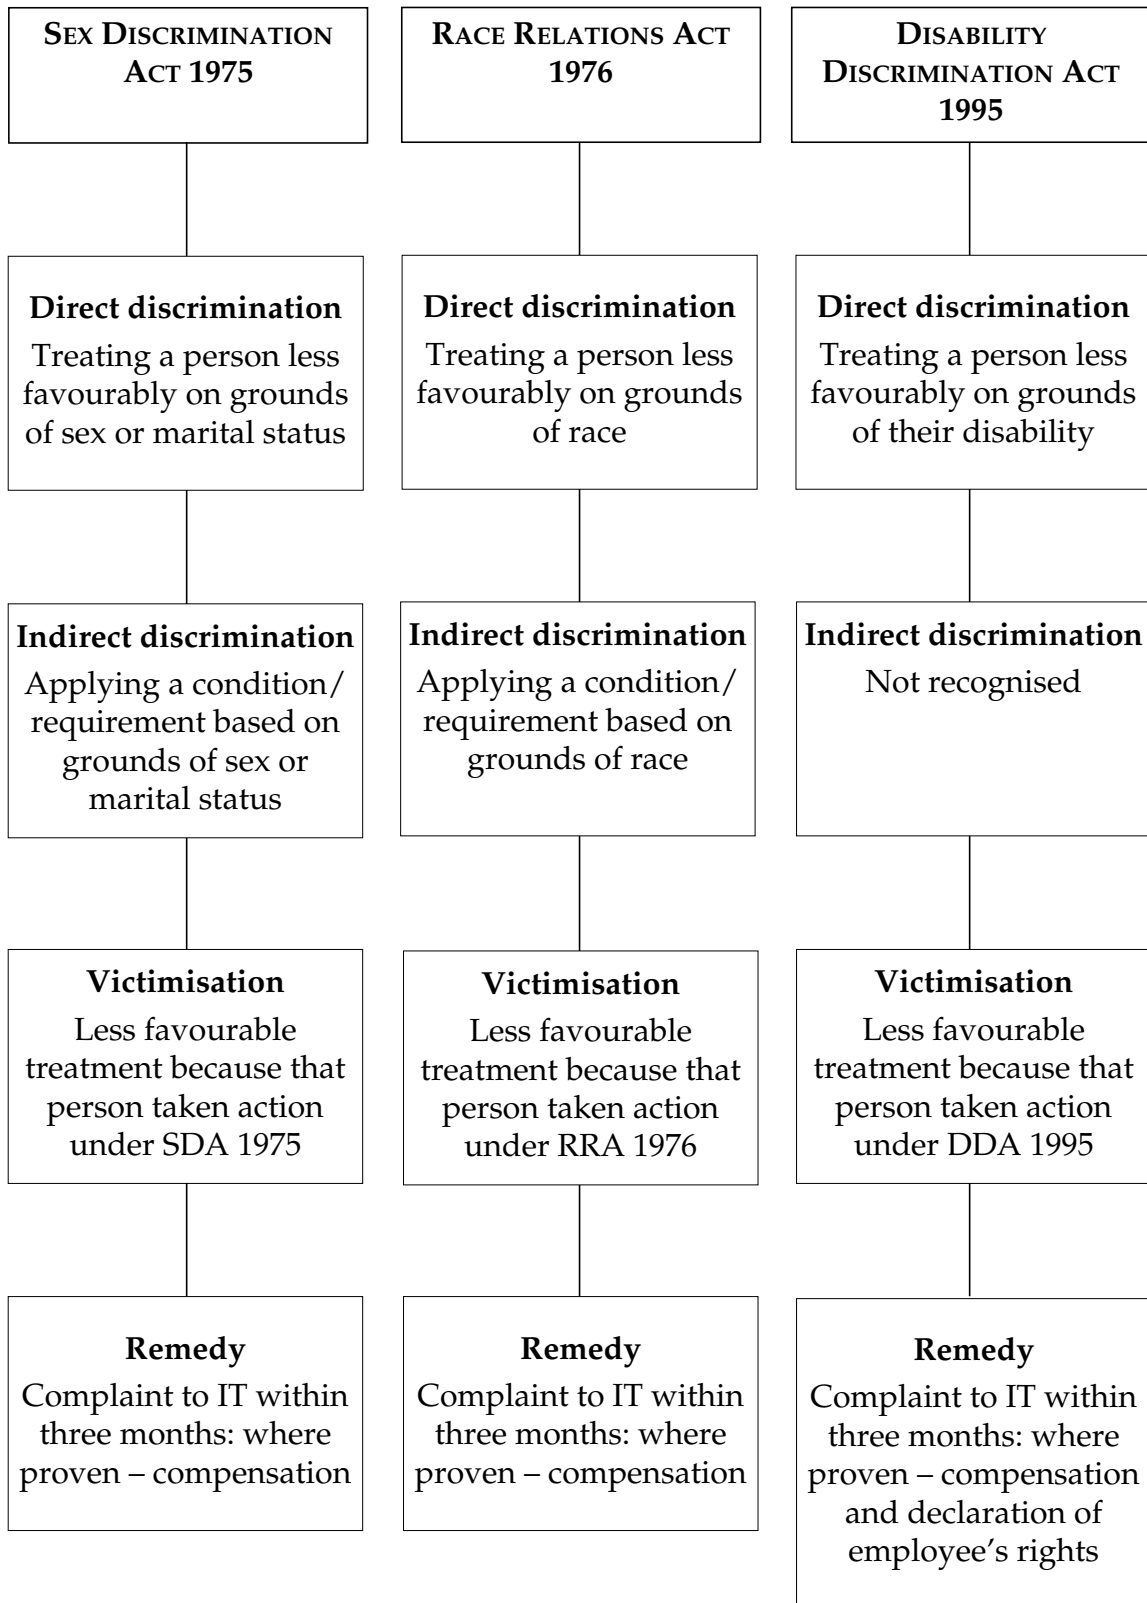 SEX DISCRIMINATION
ACT 1975
RACE RELATIONS ACT
1976
DISABILITY
DISCRIMINATION ACT
1995
Direct discrimination
Treating a person less
favourably on grounds
of sex or marital status
Direct discrimination
Treating a person less
favourably on grounds
of race
Direct discrimination
Treating a person less
favourably on grounds
of their disability
Indirect discrimination
Applying a condition/
requirement based on
grounds of sex or
marital status
Indirect discrimination
Applying a condition/
requirement based on
grounds of race
Indirect discrimination
Not recognised
Victimisation
Less favourable
treatment because that
person taken action
under SDA 1975
Victimisation
Less favourable
treatment because that
person taken action
under RRA 1976
Victimisation
Less favourable
treatment because that
person taken action
under DDA 1995
Remedy
Complaint to IT within
three months: where
proven – compensation
Remedy
Complaint to IT within
three months: where
proven – compensation
Remedy
Complaint to IT within
three months: where
proven – compensation
and declaration of
employee’s rights